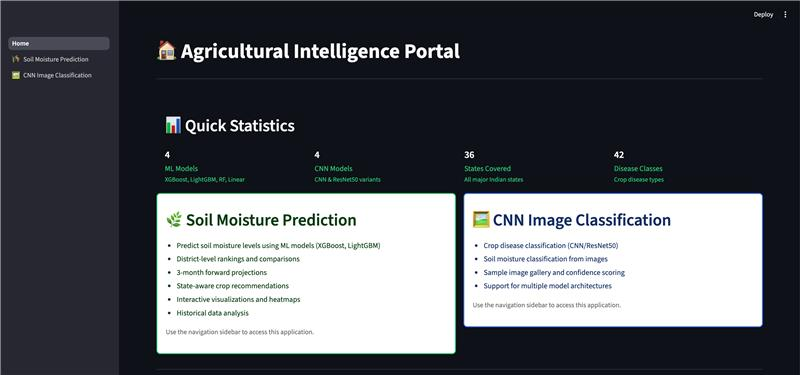 Deploy
Home
Soil Moisture Prediction
CNN Image Classification
Agricultural Intelligence Portal
Quick Statistics
4
ML Models
XGBoost, LightGBM, RF, Linear
4
CNN Models
CNN & ResNet50 variants
36
States Covered
All major Indian states
42
Disease Classes
Crop disease types
Soil Moisture Prediction
• Predict soil moisture levels using ML models (XGBoost, LightGBM)
• District-level rankings and comparisons
• 3-month forward projections
• State-aware crop recommendations
• Interactive visualizations and heatmaps
• Historical data analysis
Use the navigation sidebar to access this application.
CNN Image Classification
• Crop disease classification (CNN/ResNet50)
• Soil moisture classification from images
• Sample image gallery and confidence scoring
• Support for multiple model architectures
Use the navigation sidebar to access this application.